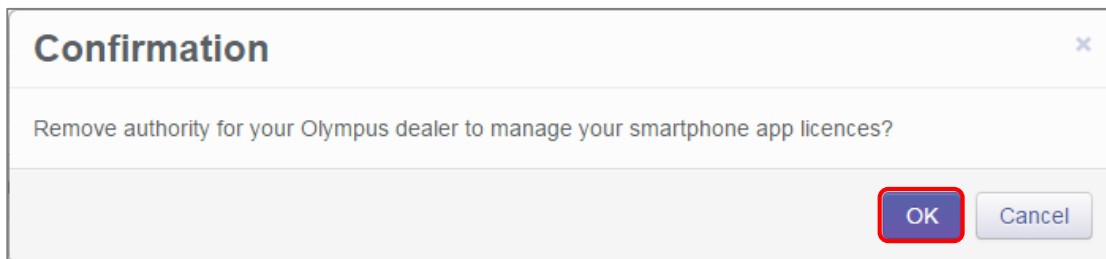 Confirmation
×
Remove authority for your Olympus dealer to manage your smartphone app licences?
OK
Cancel